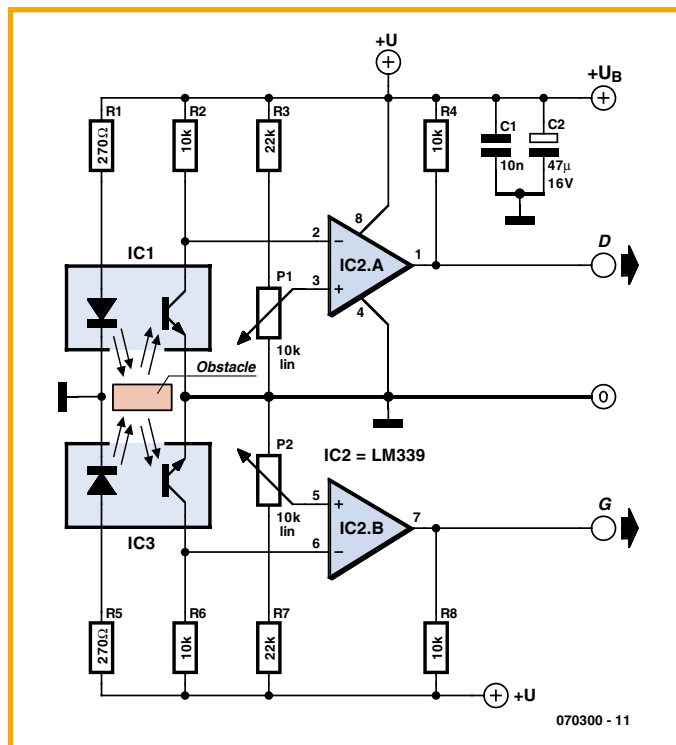 +U
+UB
R1
R2
R3
R4
C1
C2
270Ω
10k
22k
10k
10n
47µ
16V
IC1
2
–
8
IC2.A
1
D
P1
3
+
4
10k
lin
Obstacle
0
P2
IC2 = LM339
10k
lin
5
+
IC2.B
7
G
6
–
IC3
R5
R6
R7
R8
270Ω
10k
22k
10k
+U
070300 - 11